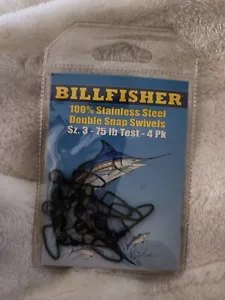 BILLFISHER
100% Stainless Steel
Double Snap Swivels
Sz. 3 - 75 lb Test - 4 Pk